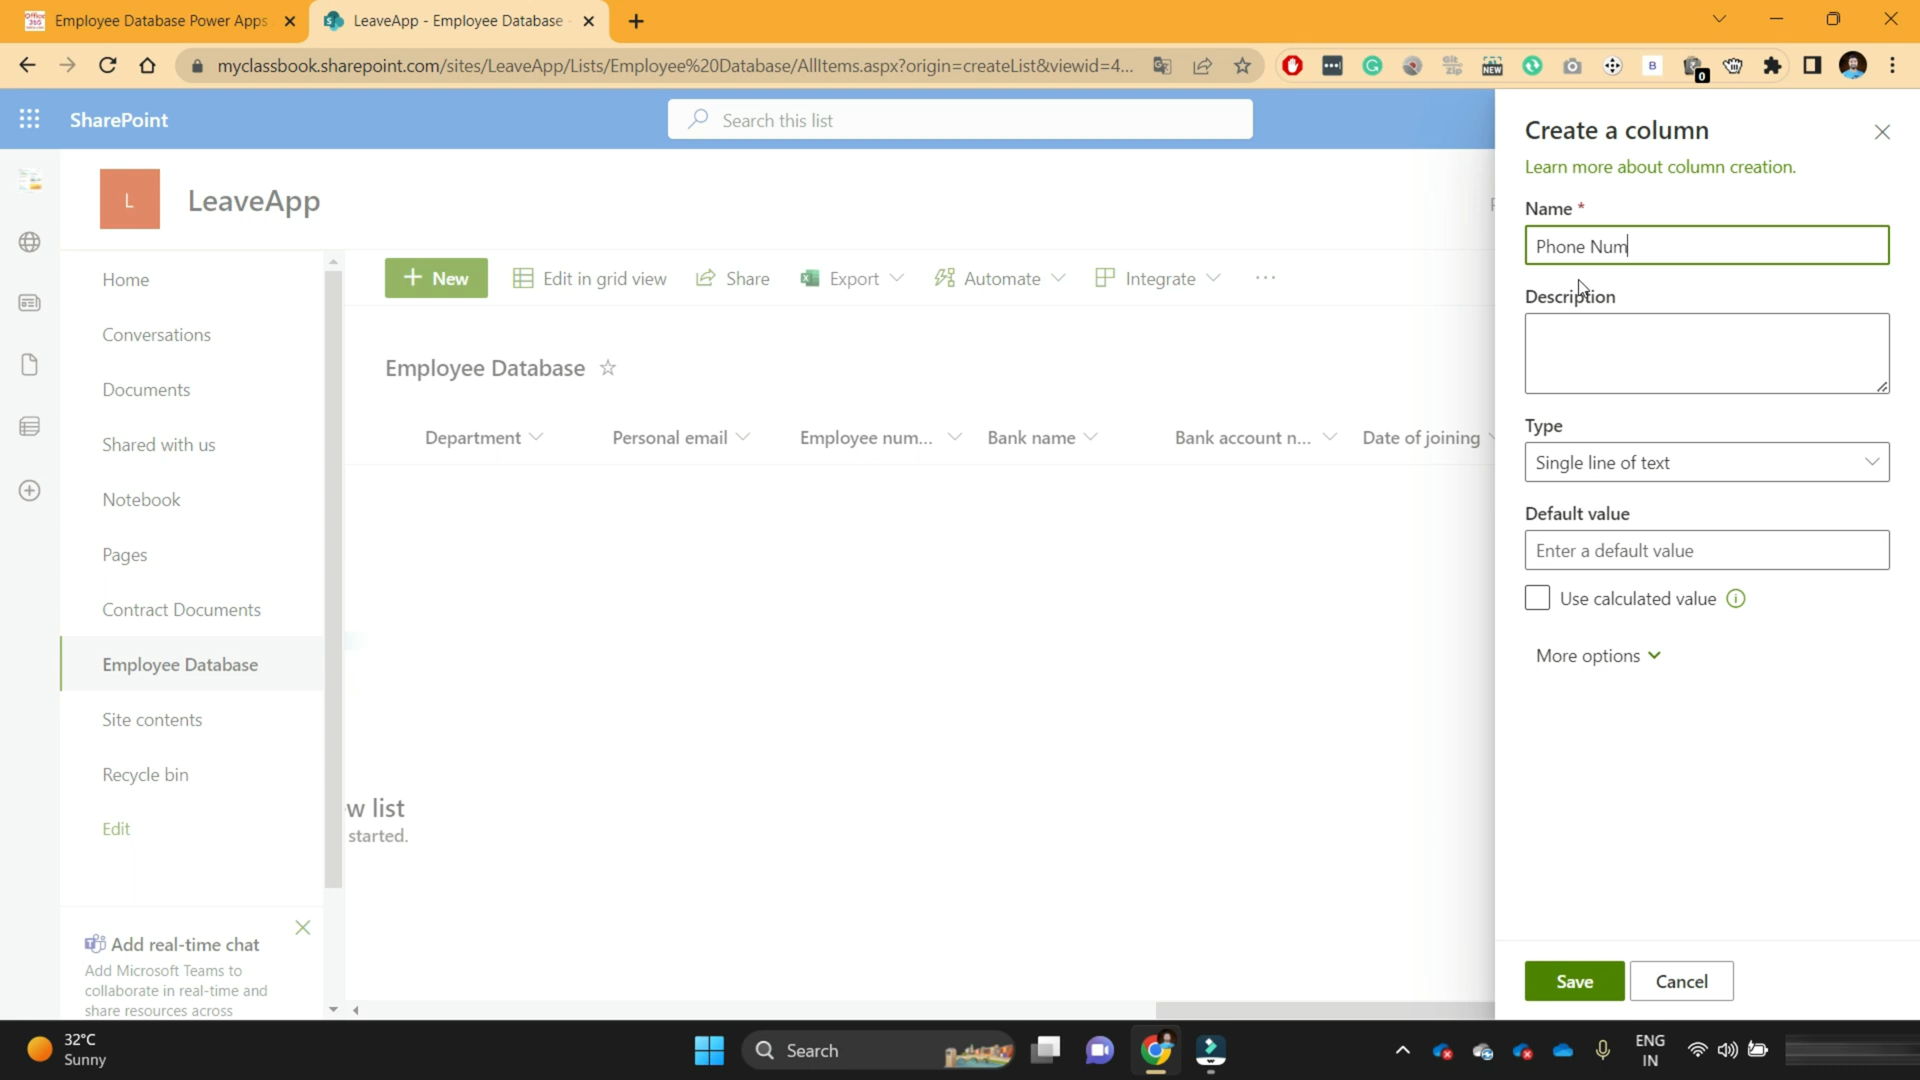 Employee Database Power Apps
LeaveApp - Employee Database
myclassbook.sharepoint.com/sites/LeaveApp/Lists/Employee%20Database/AllItems.aspx?origin=createList&viewid=4...
SharePoint
Search this list
L
LeaveApp
Home
Conversations
Documents
Shared with us
Notebook
Pages
Contract Documents
Employee Database
Site contents
Recycle bin
Edit
Add real-time chat
Add Microsoft Teams to
collaborate in real-time and
share resources across
New
Edit in grid view
Share
Export
Automate
Integrate
Employee Database
Department
Personal email
Employee num...
Bank name
Bank account n...
Date of joining
w list
started.
Create a column
Learn more about column creation.
Name *
Phone Num
Description
Type
Single line of text
Default value
Enter a default value
Use calculated value
More options
Save
Cancel
32°C
Sunny
Search
ENG
IN